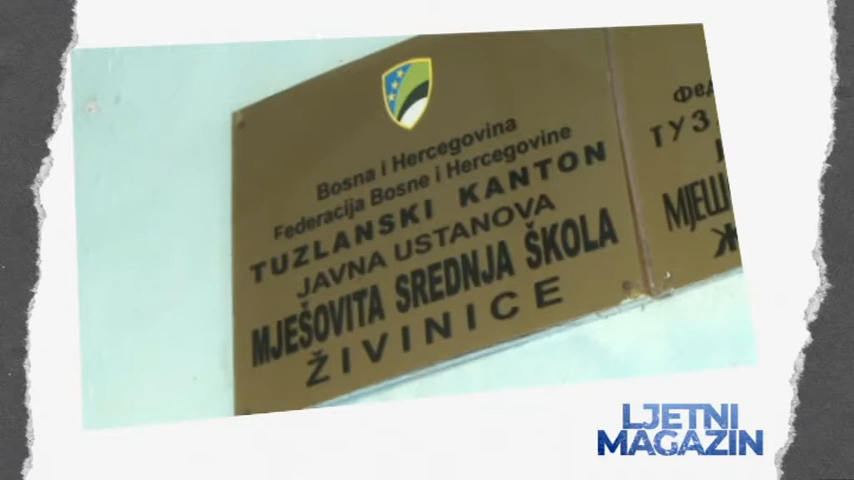 Bosna i Hercegovina
Federacija Bosne i Hercegovine
TUZLANSKI KANTON
JAVNA USTANOVA
MJEŠOVITA SREDNJA ŠKOLA
ŽIVINICE
LJETNI
MAGAZIN